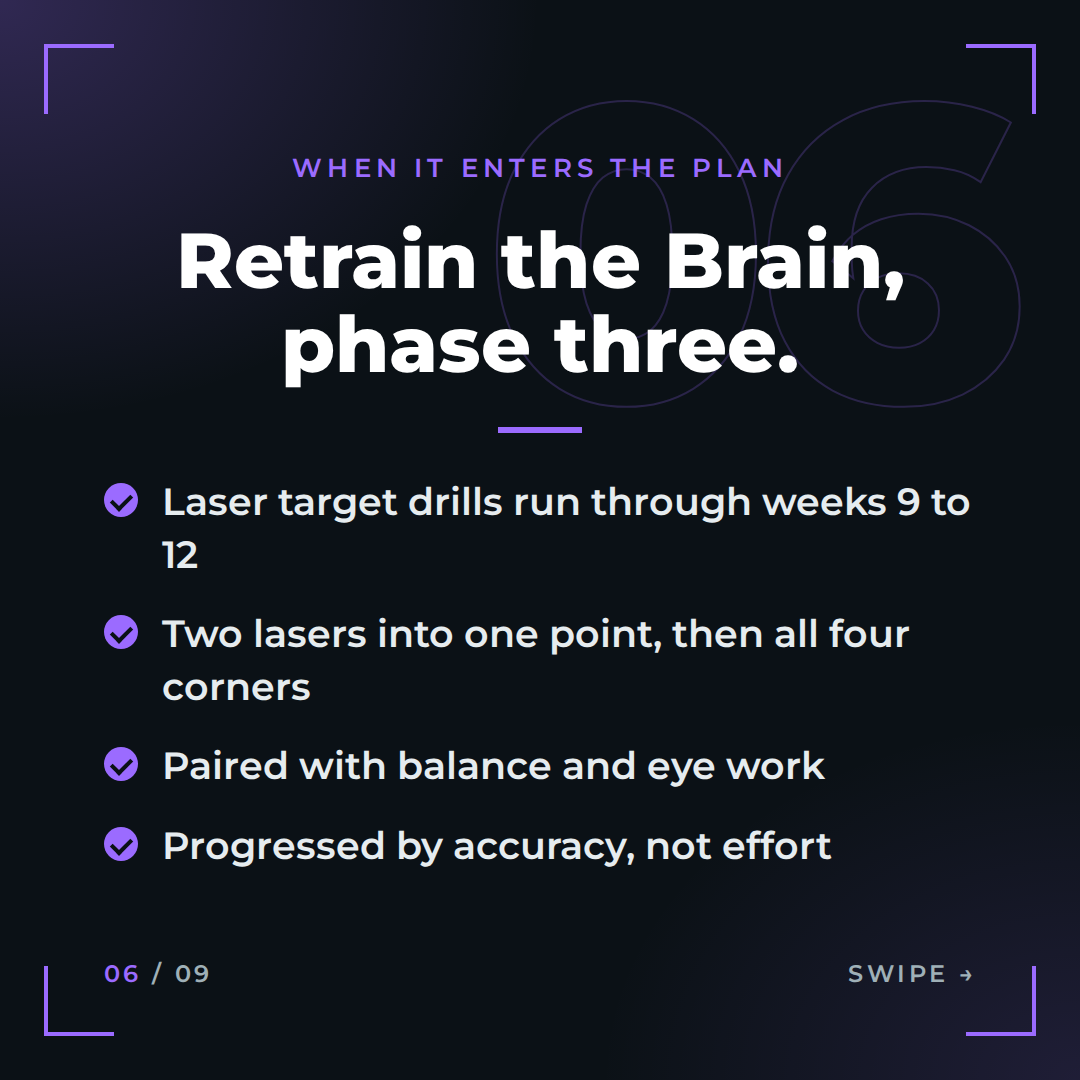 06
WHEN IT ENTERS THE PLAN
Retrain the Brain,
phase three.
Laser target drills run through weeks 9 to
12
Two lasers into one point, then all four
corners
Paired with balance and eye work
Progressed by accuracy, not effort
06 / 09
SWIPE →